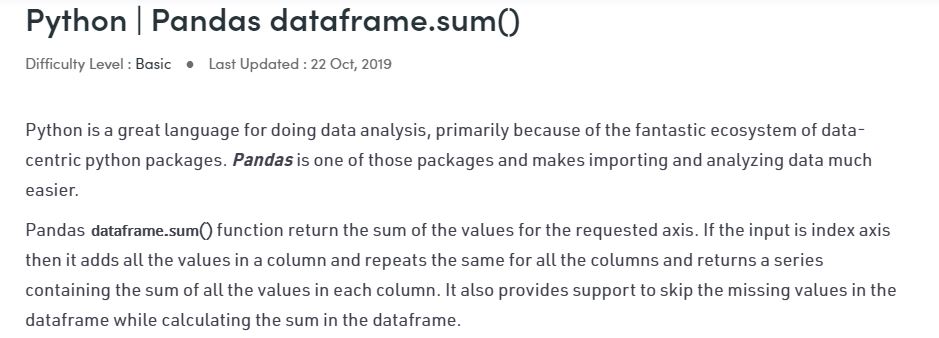 Python | Pandas dataframe.sum()
Difficulty Level : Basic ● Last Updated : 22 Oct, 2019
Python is a great language for doing data analysis, primarily because of the fantastic ecosystem of data-
centric python packages. Pandas is one of those packages and makes importing and analyzing data much
easier.
Pandas dataframe.sum() function return the sum of the values for the requested axis. If the input is index axis
then it adds all the values in a column and repeats the same for all the columns and returns a series
containing the sum of all the values in each column. It also provides support to skip the missing values in the
dataframe while calculating the sum in the dataframe.